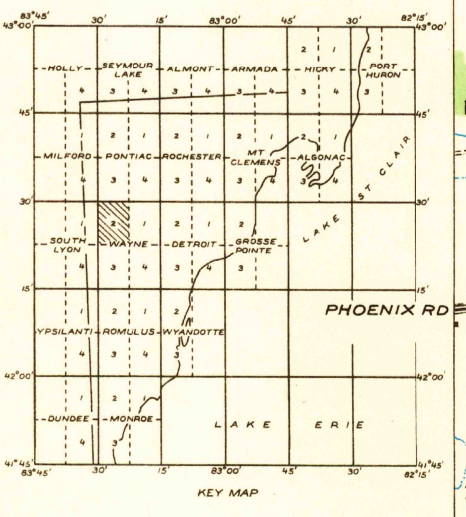 83°45' 30' 15' 83°00' 45' 30' 82°15'
43°00' 43°00'
2 1 2
HOLLY SEYMOUR LAKE ALMONT ARMADA HICKY PORT HURON
4 3 4 3 4 3 4 3 4 3
45' 45'
2 1 2 1 2 1 2
MILFORD PONTIAC ROCHESTER MT CLEMENS ALGONAC
4 3 4 3 4 3 4 3 4
LAKE ST CLAIR
30' 30'
1 2 1 2 1 2
SOUTH LYON WAYNE DETROIT GROSSE POINTE
4 3 4 3 4 3
15' 15'
PHOENIX RD
1 2 1 2
YPSILANTI ROMULUS WYANDOTTE
4 3 4 3
42°00' 42°00'
1 2 1
DUNDEE MONROE
4 3
LAKE ERIE
41°45' 41°45'
83°45' 30' 15' 83°00' 45' 30' 82°15'
KEY MAP